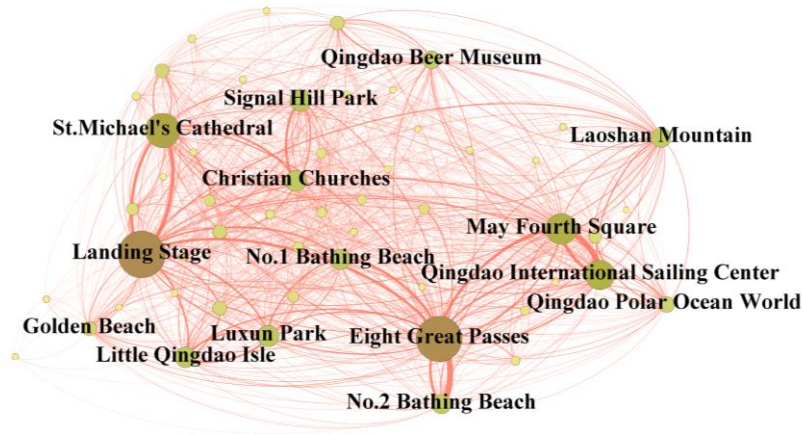 Qingdao Beer Museum
Signal Hill Park
St.Michael's Cathedral
Laoshan Mountain
Christian Churches
May Fourth Square
Landing Stage
No.1 Bathing Beach
Qingdao International Sailing Center
Qingdao Polar Ocean World
Golden Beach
Luxun Park
Eight Great Passes
Little Qingdao Isle
No.2 Bathing Beach